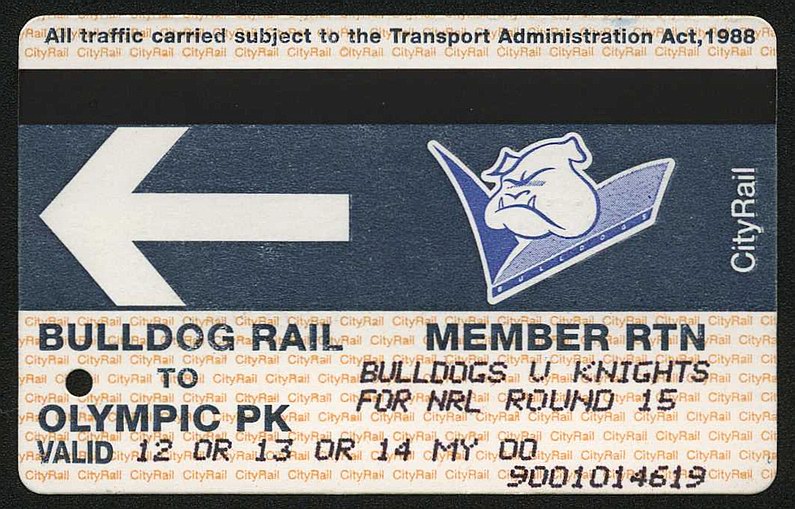 All traffic carried subject to the Transport Administration Act, 1988
BULLDOGS
CityRail
BULLDOG RAIL MEMBER RTN
TO BULLDOGS V KNIGHTS
OLYMPIC PK FOR NRL ROUND 15
VALID 12 OR 13 OR 14 MY 00
9001014619